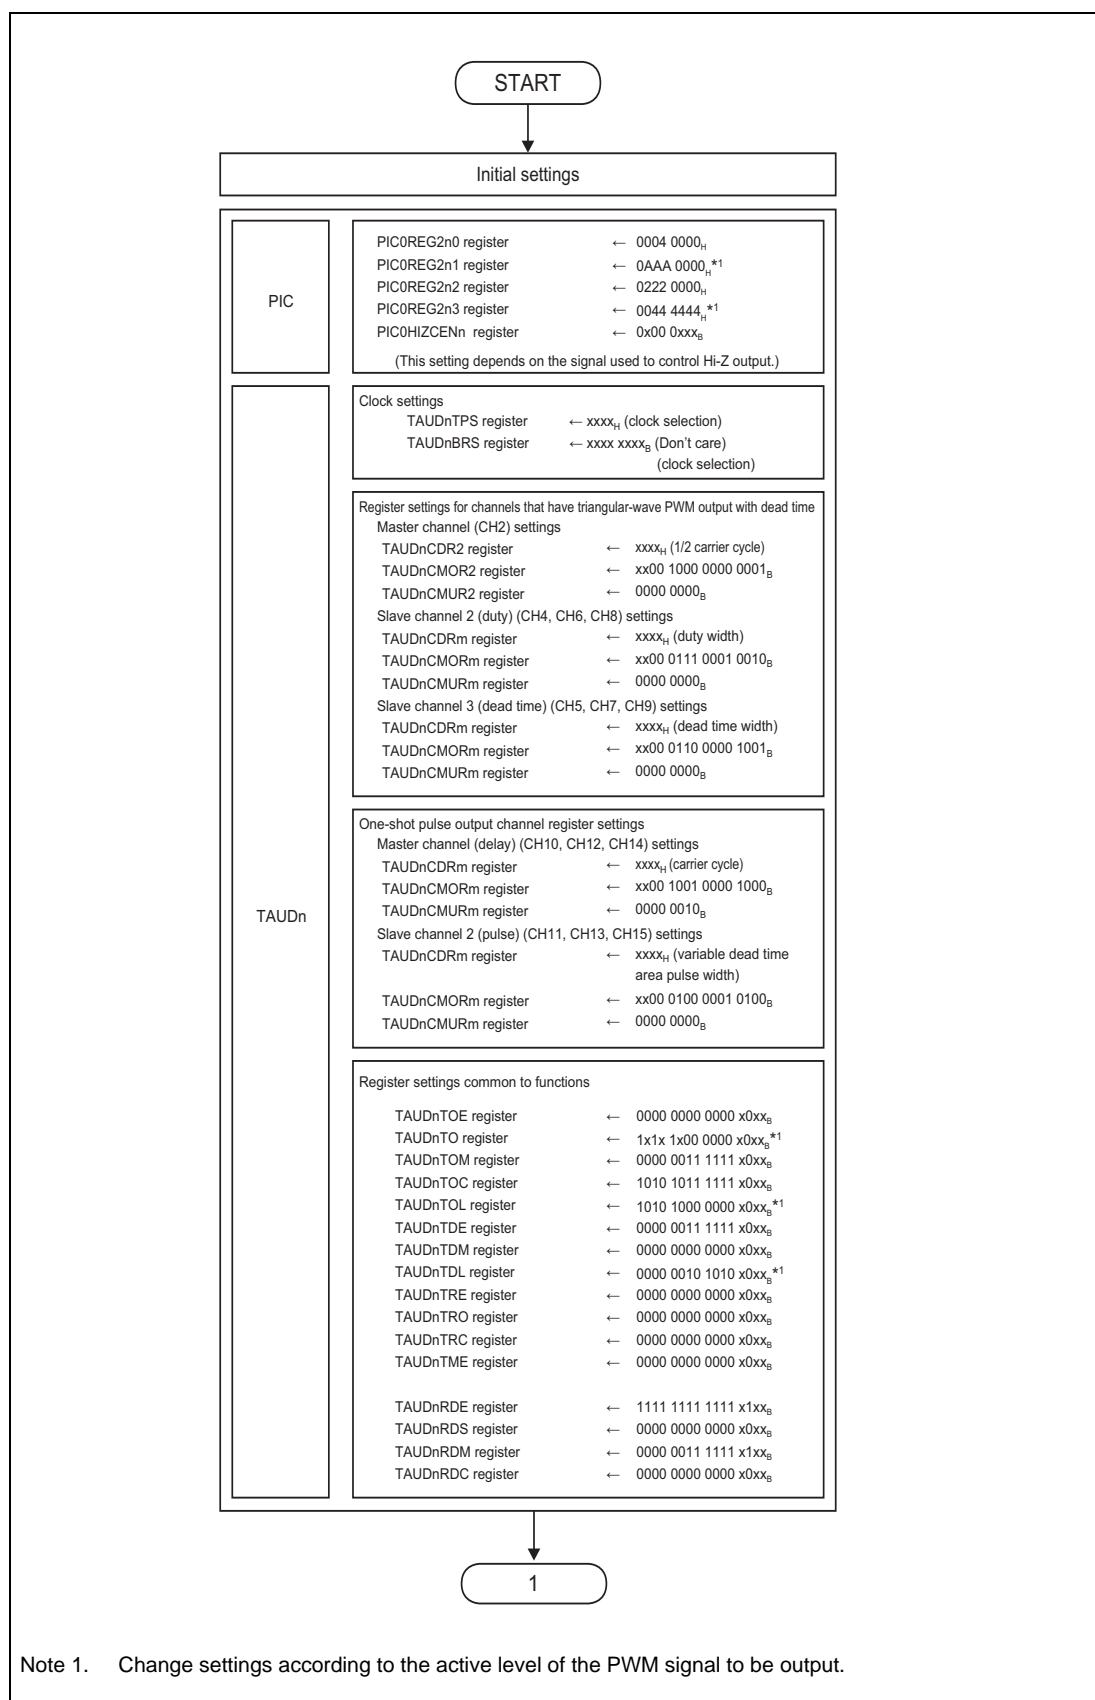 START
Initial settings
PIC
PIC0REG2n0 register ← 0004 0000H
PIC0REG2n1 register ← 0AAA 0000H*1
PIC0REG2n2 register ← 0222 0000H
PIC0REG2n3 register ← 0044 4444H*1
PIC0HIZCENn register ← 0x00 0xxxB
(This setting depends on the signal used to control Hi-Z output.)
TAUDn
Clock settings
TAUDnTPS register ← xxxxH (clock selection)
TAUDnBRS register ← xxxx xxxxB (Don't care)
(clock selection)
Register settings for channels that have triangular-wave PWM output with dead time
Master channel (CH2) settings
TAUDnCDR2 register ← xxxxH (1/2 carrier cycle)
TAUDnCMOR2 register ← xx00 1000 0000 0001B
TAUDnCMUR2 register ← 0000 0000B
Slave channel 2 (duty) (CH4, CH6, CH8) settings
TAUDnCDRm register ← xxxxH (duty width)
TAUDnCMORm register ← xx00 0111 0001 0010B
TAUDnCMURm register ← 0000 0000B
Slave channel 3 (dead time) (CH5, CH7, CH9) settings
TAUDnCDRm register ← xxxxH (dead time width)
TAUDnCMORm register ← xx00 0110 0000 1001B
TAUDnCMURm register ← 0000 0000B
One-shot pulse output channel register settings
Master channel (delay) (CH10, CH12, CH14) settings
TAUDnCDRm register ← xxxxH (carrier cycle)
TAUDnCMORm register ← xx00 1001 0000 1000B
TAUDnCMURm register ← 0000 0010B
Slave channel 2 (pulse) (CH11, CH13, CH15) settings
TAUDnCDRm register ← xxxxH (variable dead time
area pulse width)
TAUDnCMORm register ← xx00 0100 0001 0100B
TAUDnCMURm register ← 0000 0000B
Register settings common to functions
TAUDnTOE register ← 0000 0000 0000 x0xxB
TAUDnTO register ← 1x1x 1x00 0000 x0xxB*1
TAUDnTOM register ← 0000 0011 1111 x0xxB
TAUDnTOC register ← 1010 1011 1111 x0xxB
TAUDnTOL register ← 1010 1000 0000 x0xxB*1
TAUDnTDE register ← 0000 0011 1111 x0xxB
TAUDnTDM register ← 0000 0000 0000 x0xxB
TAUDnTDL register ← 0000 0010 1010 x0xxB*1
TAUDnTRE register ← 0000 0000 0000 x0xxB
TAUDnTRO register ← 0000 0000 0000 x0xxB
TAUDnTRC register ← 0000 0000 0000 x0xxB
TAUDnTME register ← 0000 0000 0000 x0xxB
TAUDnRDE register ← 1111 1111 1111 x1xxB
TAUDnRDS register ← 0000 0000 0000 x0xxB
TAUDnRDM register ← 0000 0011 1111 x1xxB
TAUDnRDC register ← 0000 0000 0000 x0xxB
1
Note 1. Change settings according to the active level of the PWM signal to be output.